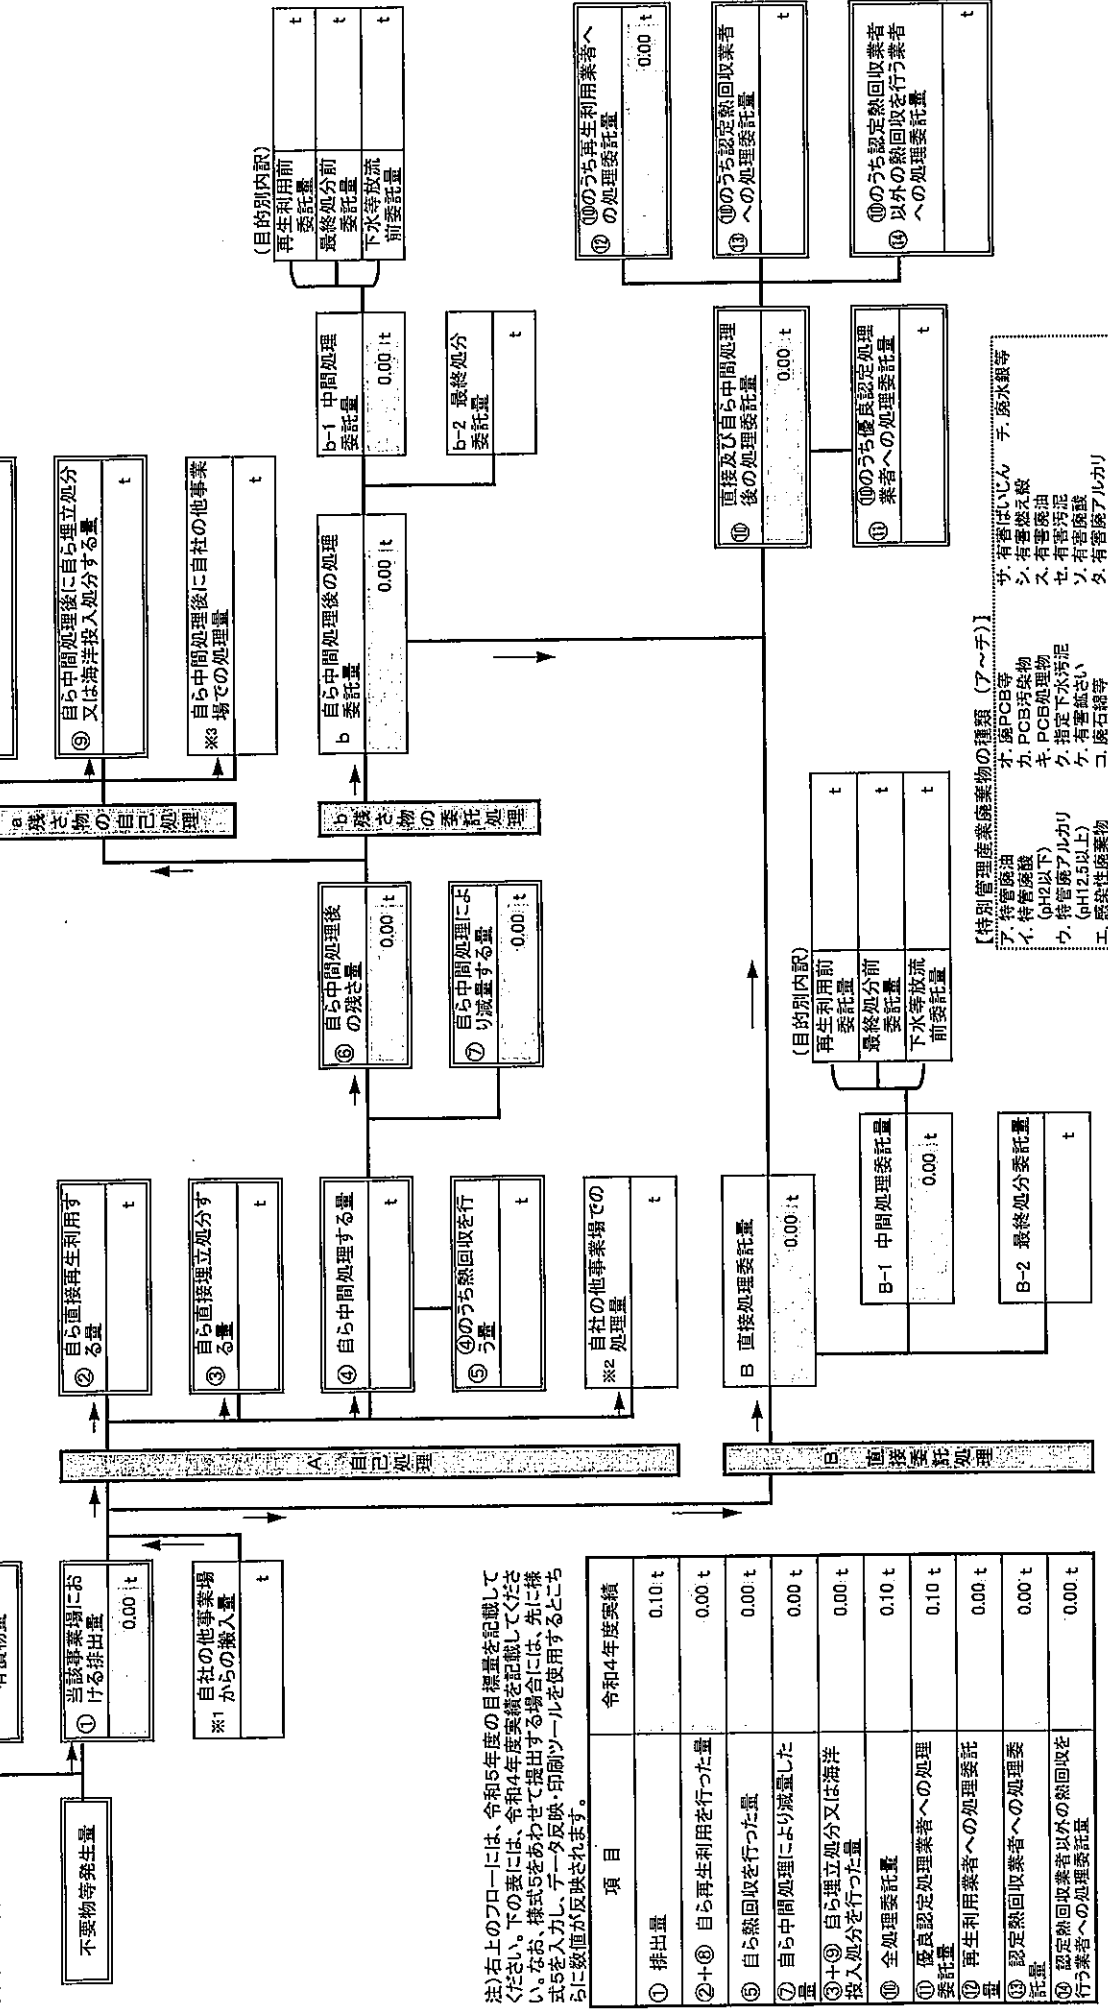 不要物等発生量
有償物量
① 当該事業場にお
ける排出量
0.00 t
※1 自社の他事業場
からの搬入量
t
A 自己処理
B 直接委託処理
② 自ら直接再生利用す
る量
t
③ 自ら直接埋立処分す
る量
t
④ 自ら中間処理する量
t
⑤ ④のうち熱回収を行
う量
t
※2 自社の他事業場での
処理量
t
B 直接処理委託量
0.00 t
B-1 中間処理委託量
0.00 t
B-2 最終処分委託量
t
(目的別内訳)
再生利用前
委託量
t
最終処分前
委託量
t
下水等放流
前委託量
t
⑥ 自ら中間処理後
の残さ量
0.00 t
⑦ 自ら中間処理によ
り減量する量
0.00 t
a 残さ物の自己処理
b 残さ物の委託処理
⑨ 自ら中間処理後に自ら埋立処分
又は海洋投入処分する量
t
※3 自ら中間処理後に自社の他事業
場での処理量
t
b 自ら中間処理後の処理
委託量
0.00 t
b-1 中間処理
委託量
0.00 t
b-2 最終処分
委託量
t
(目的別内訳)
再生利用前
委託量
t
最終処分前
委託量
t
下水等放流
前委託量
t
⑩ 直接及び自ら中間処理
後の処理委託量
0.00 t
⑪ ⑩のうち優良認定処理
業者への処理委託量
t
⑫ ⑩のうち再生利用業者へ
の処理委託量
0.00 t
⑬ ⑩のうち認定熱回収業者
への処理委託量
t
⑭ ⑩のうち認定熱回収業者
以外の熱回収を行う業者
への処理委託量
t
注)右上のフローには、令和5年度の目標量を記載して
ください。下の表には、令和4年度実績を記載してくださ
い。なお、様式5をあわせて提出する場合には、先に様
式5を入力し、データ反映・印刷ツールを使用するところ
らに数値が反映されます。
項 目 令和4年度実績
① 排出量 0.10 t
②+⑧ 自ら再生利用を行った量 0.00 t
⑤ 自ら熱回収を行った量 0.00 t
⑦ 自ら中間処理により減量した
量 0.00 t
③+⑨ 自ら埋立処分又は海洋
投入処分を行った量 0.00 t
⑩ 全処理委託量 0.10 t
⑪ 優良認定処理業者への処理
委託量 0.10 t
⑫ 再生利用業者への処理委託
量 0.00 t
⑬ 認定熱回収業者への処理委
託量 0.00 t
⑭ 認定熱回収業者以外の熱回収を
行う業者への処理委託量 0.00 t
【特別管理産業廃棄物の種類 (ア~チ)】
ア. 特管廃油
イ. 特管廃酸
(pH2以下)
ウ. 特管廃アルカリ
(pH12.5以上)
エ. 感染性廃棄物
オ. 廃PCB等
カ. PCB汚染物
キ. PCB処理物
ク. 指定下水汚泥
ケ. 有害鉱さい
コ. 廃石綿等
サ. 有害ばいじん
シ. 有害燃え殻
ス. 有害廃油
セ. 有害汚泥
ソ. 有害廃酸
タ. 有害廃アルカリ
チ. 廃水銀等